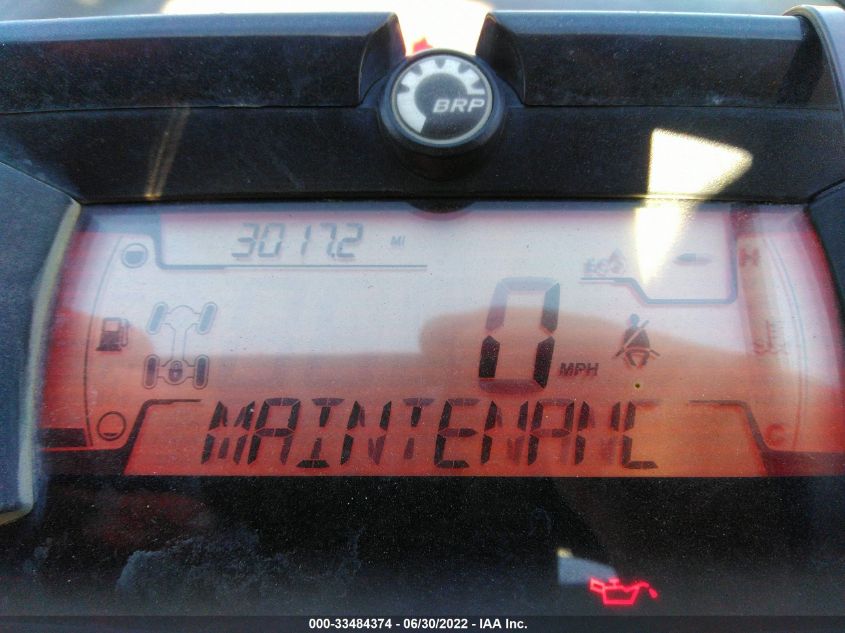 BRP
3017.2 MI
H
0 MPH
C
MAINTENANC
000-33484374 - 06/30/2022 - IAA Inc.